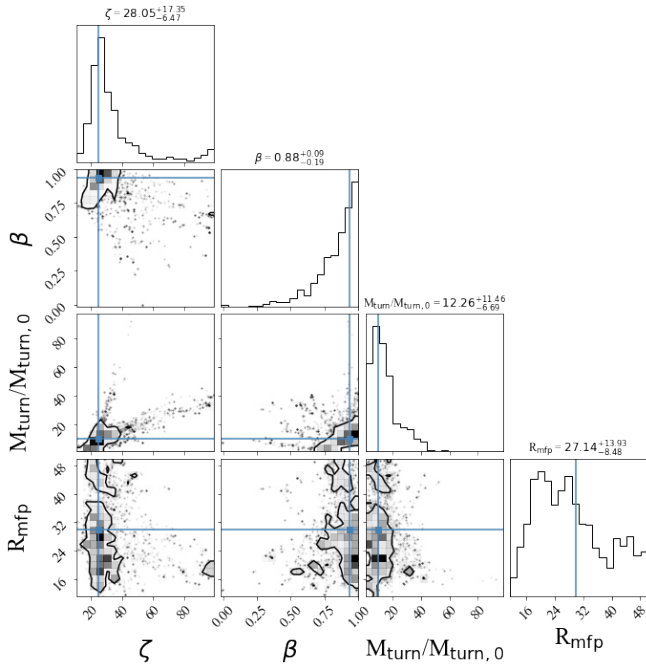 ζ = 28.05 +17.35 −6.47
β = 0.88 +0.09 −0.19
Mturn/Mturn, 0 = 12.26 +11.46 −6.69
Rmfp = 27.14 +13.93 −8.48
β
1.00
0.75
0.50
0.25
0.00
Mturn/Mturn, 0
80
60
40
20
Rmfp
48
40
32
24
16
20 40 60 80
ζ
0.00 0.25 0.50 0.75 1.00
β
20 40 60 80
Mturn/Mturn, 0
16 24 32 40 48
Rmfp